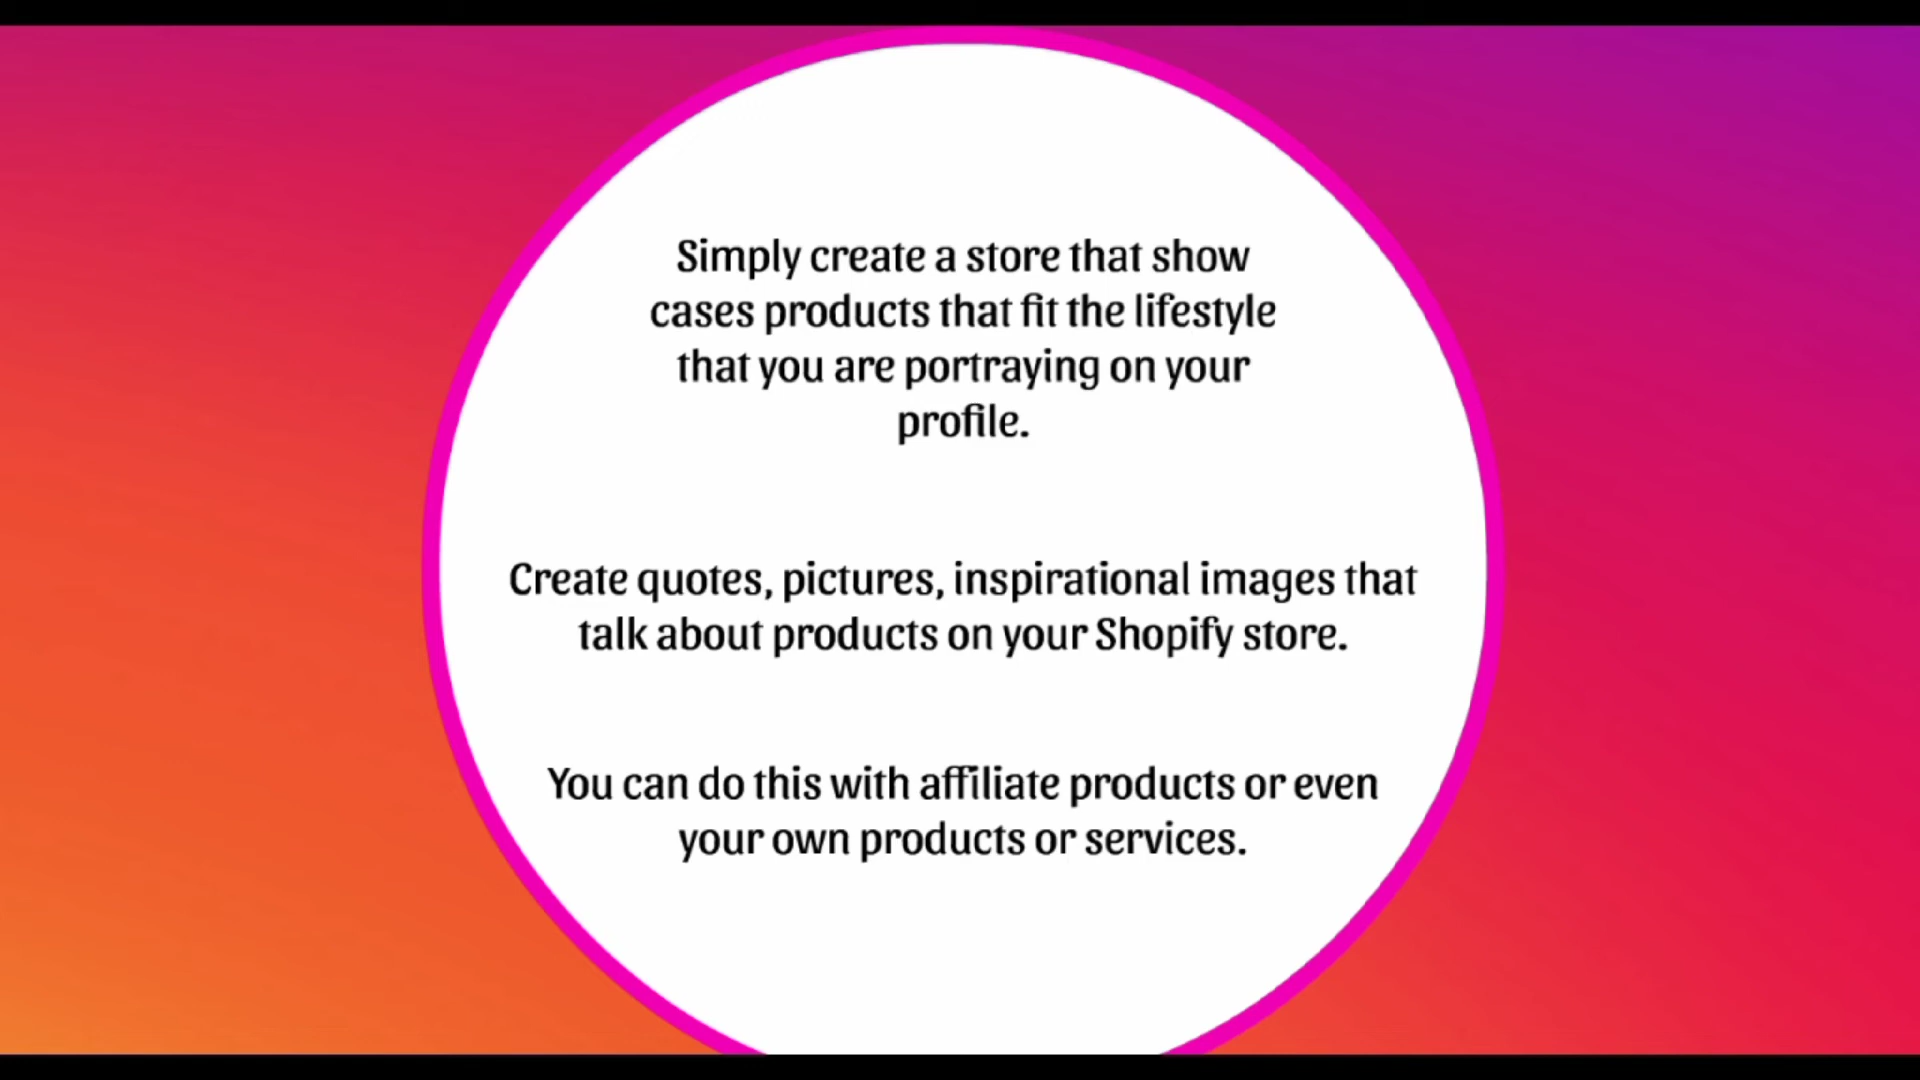 Simply create a store that show
cases products that fit the lifestyle
that you are portraying on your
profile.
Create quotes, pictures, inspirational images that
talk about products on your Shopify store.
You can do this with affiliate products or even
your own products or services.